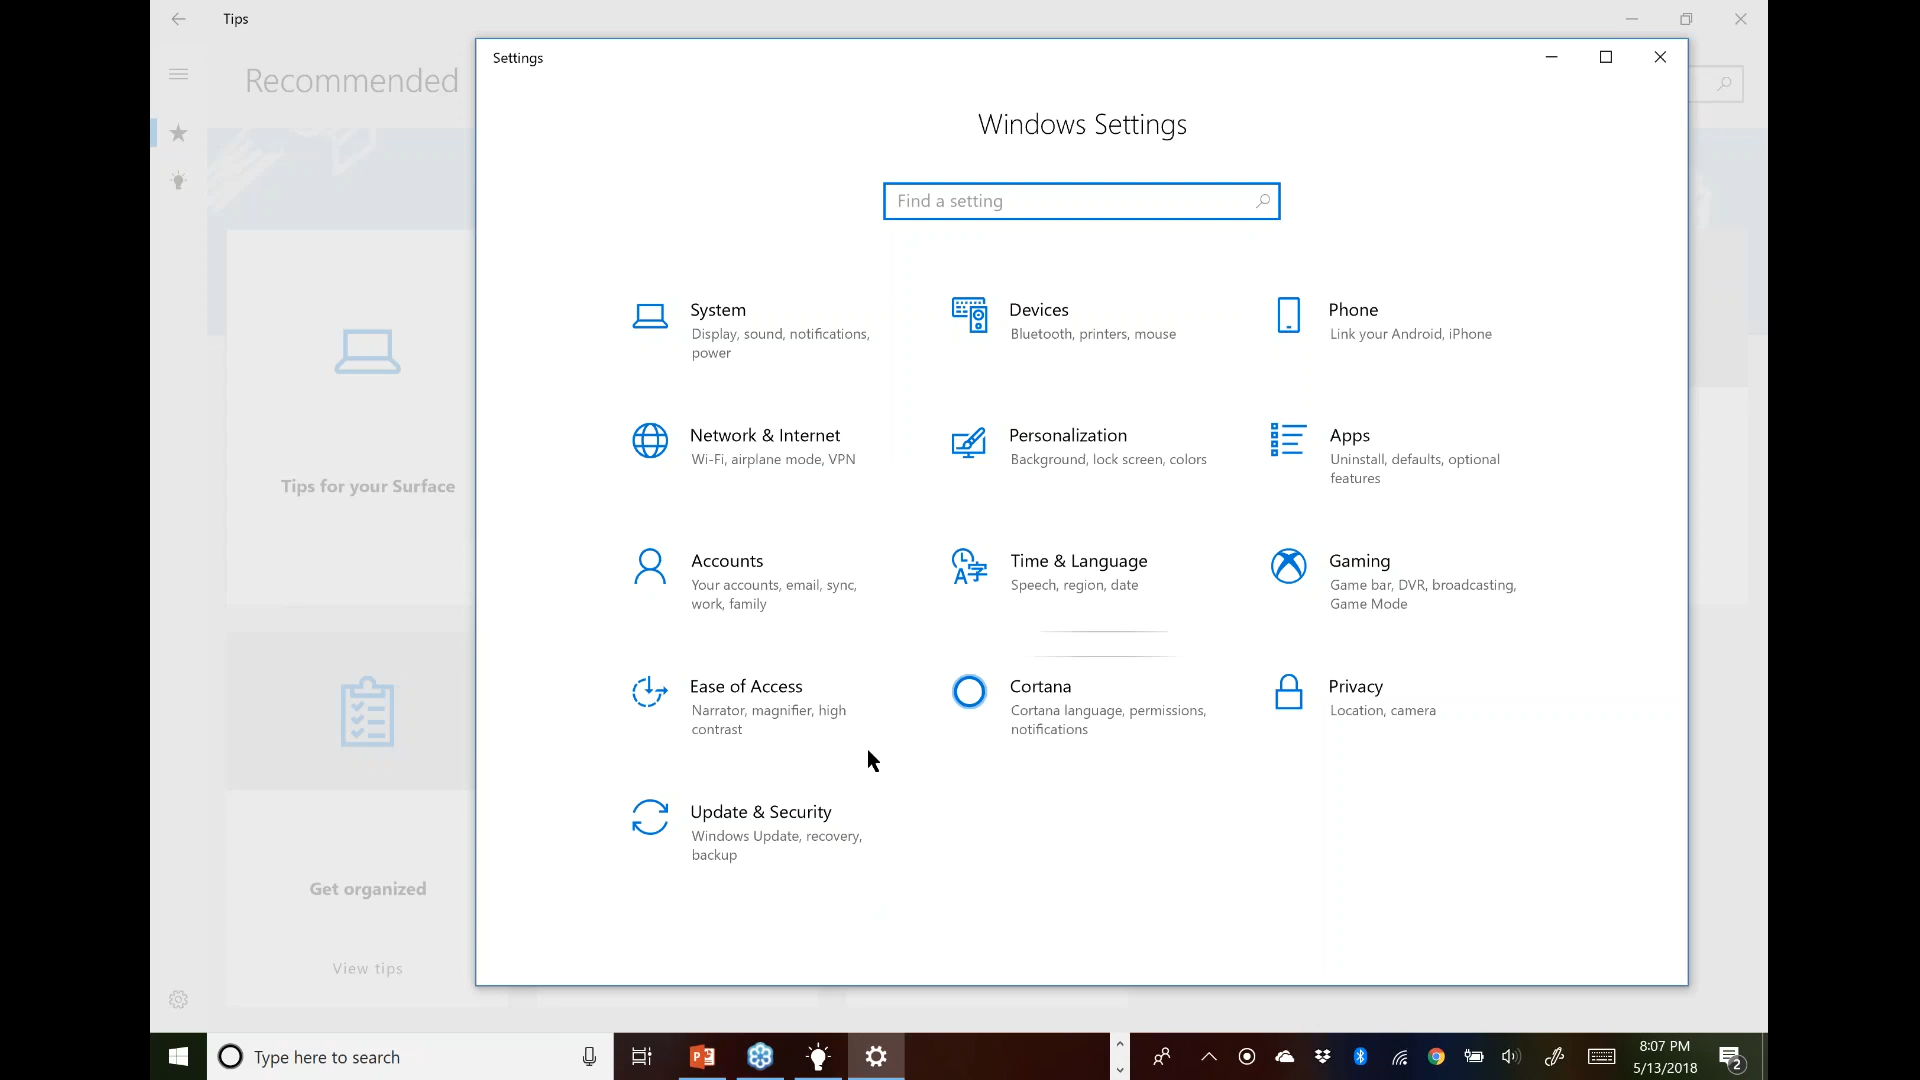 Tips
Recommended
Settings
Windows Settings
Find a setting
System
Display, sound, notifications,
power
Devices
Bluetooth, printers, mouse
Phone
Link your Android, iPhone
Network & Internet
Wi-Fi, airplane mode, VPN
Personalization
Background, lock screen, colors
Apps
Uninstall, defaults, optional
features
Accounts
Your accounts, email, sync,
work, family
Time & Language
Speech, region, date
Gaming
Game bar, DVR, broadcasting,
Game Mode
Ease of Access
Narrator, magnifier, high
contrast
Cortana
Cortana language, permissions,
notifications
Privacy
Location, camera
Update & Security
Windows Update, recovery,
backup
Tips for your Surface
Get organized
View tips
Type here to search
8:07 PM
5/13/2018
2